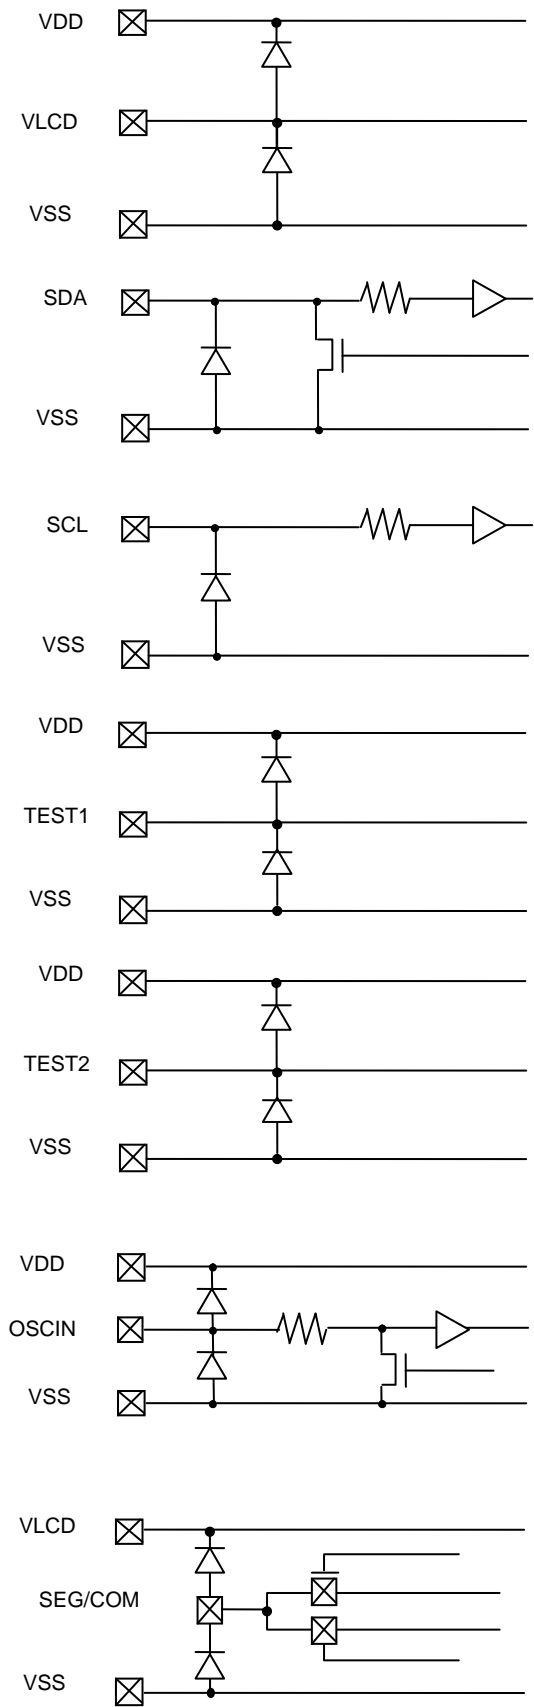 VDD
VLCD
VSS
SDA
VSS
SCL
VSS
VDD
TEST1
VSS
VDD
TEST2
VSS
VDD
OSCIN
VSS
VLCD
SEG/COM
VSS